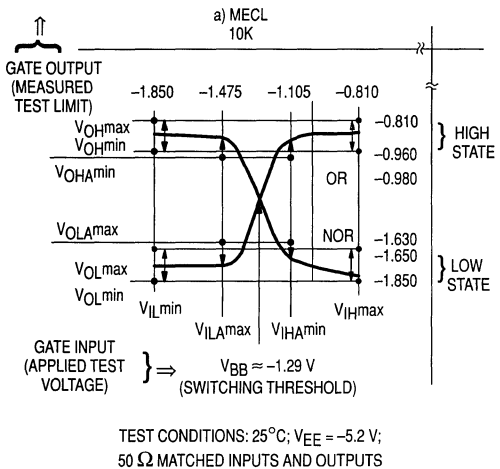 a) MECL
10K
⇑
GATE OUTPUT
(MEASURED
TEST LIMIT)
–1.850 –1.475 –1.105 –0.810
VOHmax
VOHmin
VOHAmin
VOLAmax
VOLmax
VOLmin
–0.810
–0.960
–0.980
–1.630
–1.650
–1.850
HIGH
STATE
OR
NOR
LOW
STATE
VILmin
VILAmax
VIHAmin
VIHmax
GATE INPUT
(APPLIED TEST
VOLTAGE)
⇒
VBB ≈ –1.29 V
(SWITCHING THRESHOLD)
TEST CONDITIONS: 25°C; VEE = –5.2 V;
50 Ω MATCHED INPUTS AND OUTPUTS